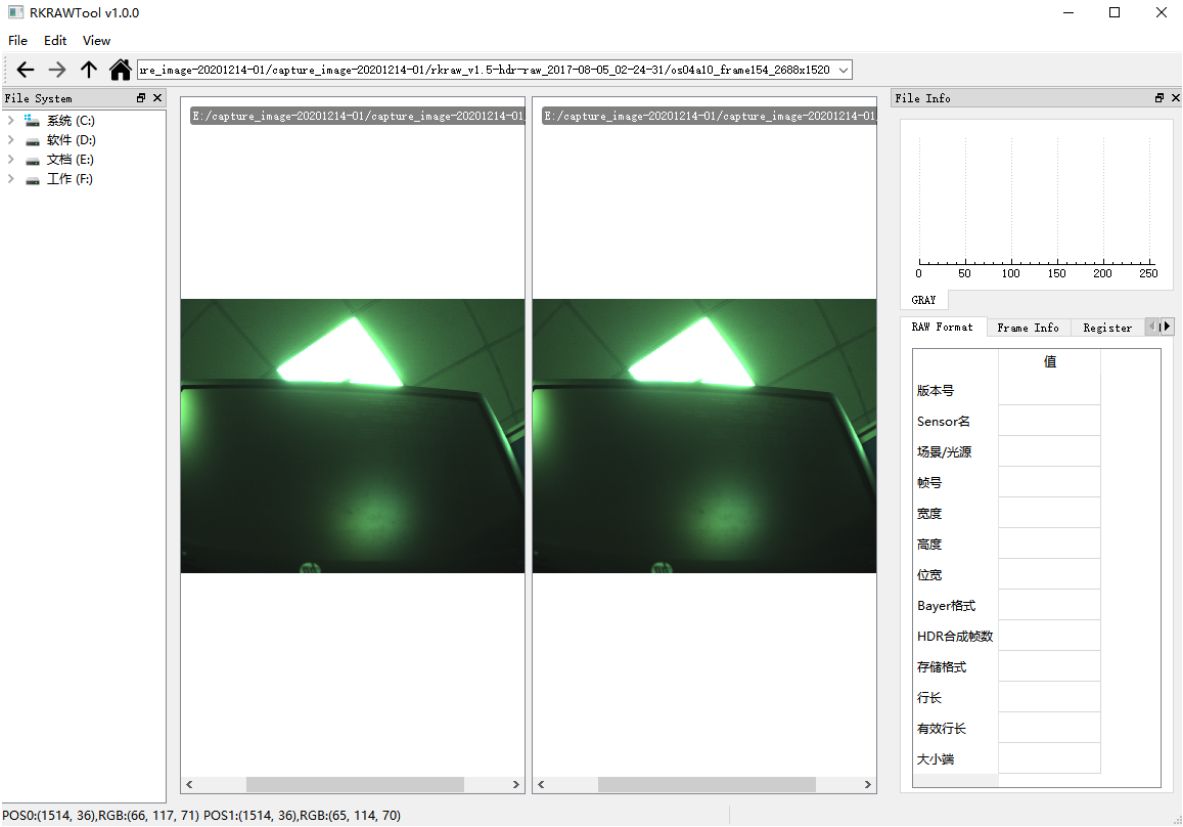 RKRAWTool v1.0.0
File Edit View
ure_image-20201214-01/capture_image-20201214-01/rkraw_v1.5-hdr-raw_2017-08-05_02-24-31/os04a10_frame154_2688x1520
File System
系统 (C:)
软件 (D:)
文档 (E:)
工作 (F:)
E:/capture_image-20201214-01/capture_image-20201214-01
E:/capture_image-20201214-01/capture_image-20201214-01
File Info
0 50 100 150 200 250
GRAY
RAW Format Frame Info Register
值
版本号
Sensor名
场景/光源
帧号
宽度
高度
位宽
Bayer格式
HDR合成帧数
存储格式
行长
有效行长
大小端
POS0:(1514, 36),RGB:(66, 117, 71) POS1:(1514, 36),RGB:(65, 114, 70)